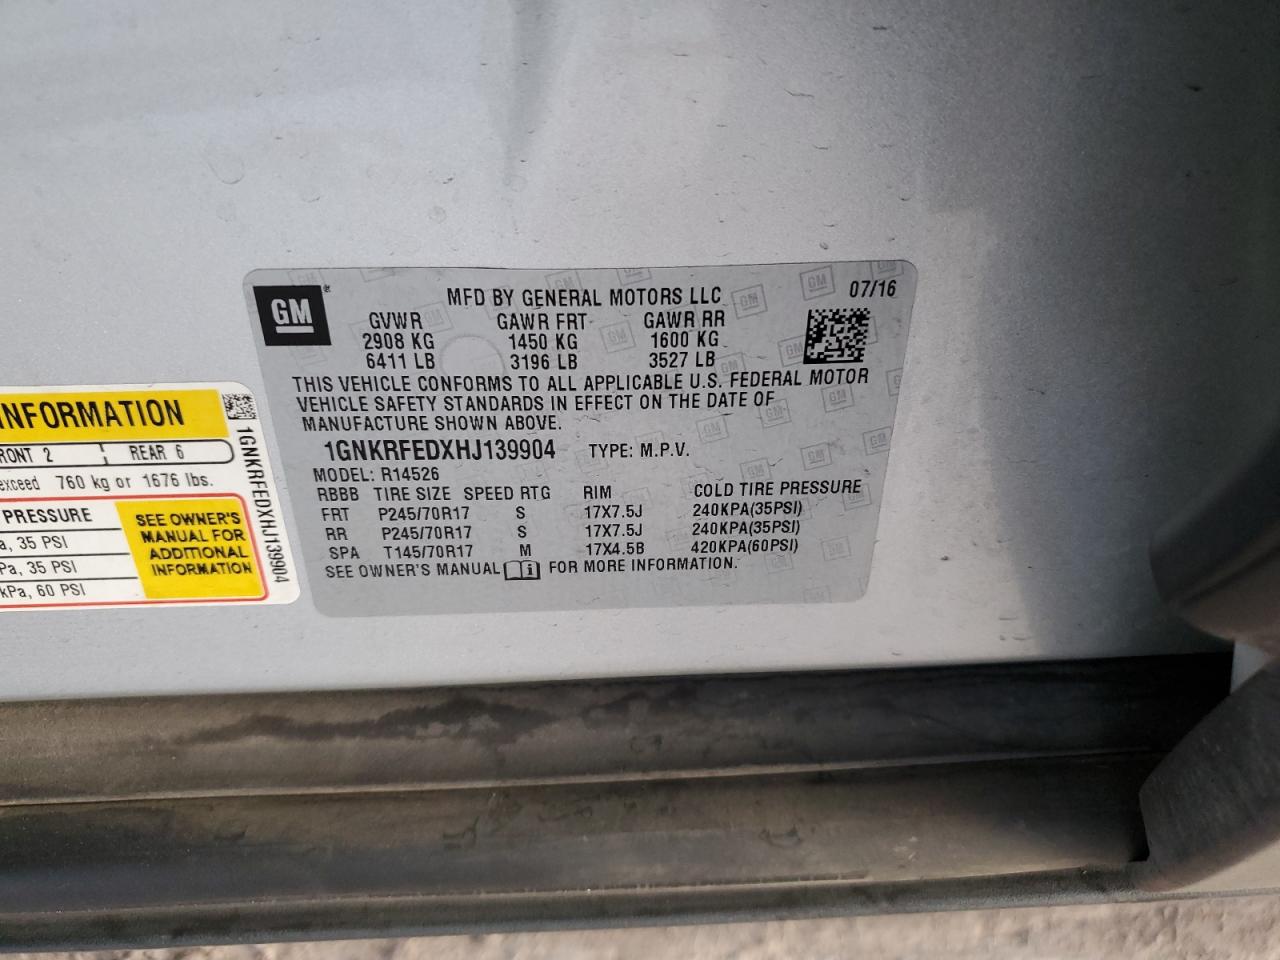 GM
MFD BY GENERAL MOTORS LLC 07/16
GVWR GAWR FRT GAWR RR
2908 KG 1450 KG 1600 KG
6411 LB 3196 LB 3527 LB
THIS VEHICLE CONFORMS TO ALL APPLICABLE U.S. FEDERAL MOTOR
VEHICLE SAFETY STANDARDS IN EFFECT ON THE DATE OF
MANUFACTURE SHOWN ABOVE.
1GNKRFEDXHJ139904 TYPE: M.P.V.
MODEL: R14526
RBBB TIRE SIZE SPEED RTG RIM COLD TIRE PRESSURE
FRT P245/70R17 S 17X7.5J 240KPA(35PSI)
RR P245/70R17 S 17X7.5J 240KPA(35PSI)
SPA T145/70R17 M 17X4.5B 420KPA(60PSI)
SEE OWNER'S MANUAL FOR MORE INFORMATION.
INFORMATION
RONT 2 REAR 6
exceed 760 kg or 1676 lbs.
PRESSURE
a, 35 PSI
Pa, 35 PSI
kPa, 60 PSI
SEE OWNER'S
MANUAL FOR
ADDITIONAL
INFORMATION
1GNKRFEDXHJ139904